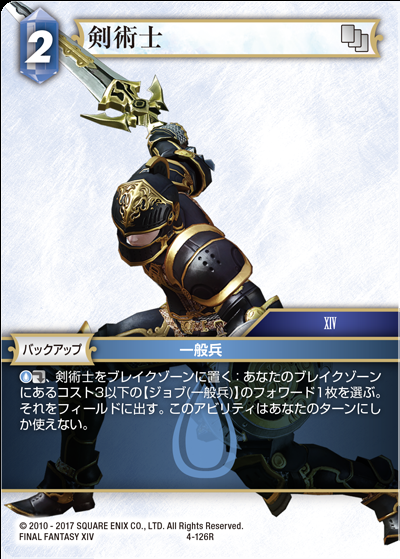 2
剣術士
XIV
バックアップ
一般兵
、剣術士をブレイクゾーンに置く:あなたのブレイクゾーン
にあるコスト3以下の【ジョブ(一般兵)】のフォワード1枚を選ぶ。
それをフィールドに出す。このアビリティはあなたのターンにし
か使えない。
© 2010 - 2017 SQUARE ENIX CO., LTD. All Rights Reserved.
FINAL FANTASY XIV
4-126R